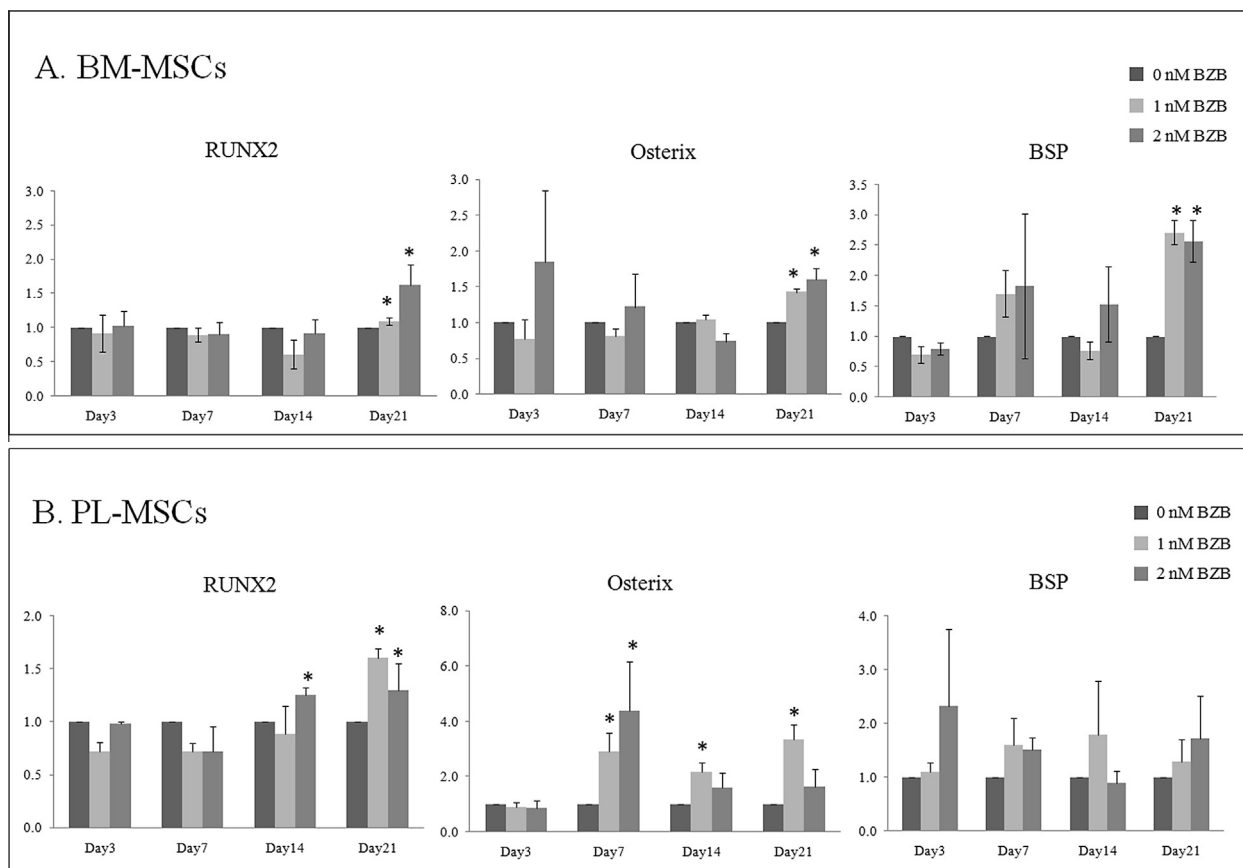 A. BM-MSCs
0 nM BZB
1 nM BZB
2 nM BZB
RUNX2
3.0
2.5
2.0
1.5
1.0
0.5
0.0
Day3 Day7 Day14 Day21
* *
Osterix
3.0
2.5
2.0
1.5
1.0
0.5
0.0
Day3 Day7 Day14 Day21
* *
BSP
3.5
3.0
2.5
2.0
1.5
1.0
0.5
0.0
Day3 Day7 Day14 Day21
* *
B. PL-MSCs
0 nM BZB
1 nM BZB
2 nM BZB
RUNX2
2.0
1.5
1.0
0.5
0.0
Day3 Day7 Day14 Day21
* * *
Osterix
8.0
6.0
4.0
2.0
0.0
Day3 Day7 Day14 Day21
* * * *
BSP
4.0
3.0
2.0
1.0
0.0
Day3 Day7 Day14 Day21